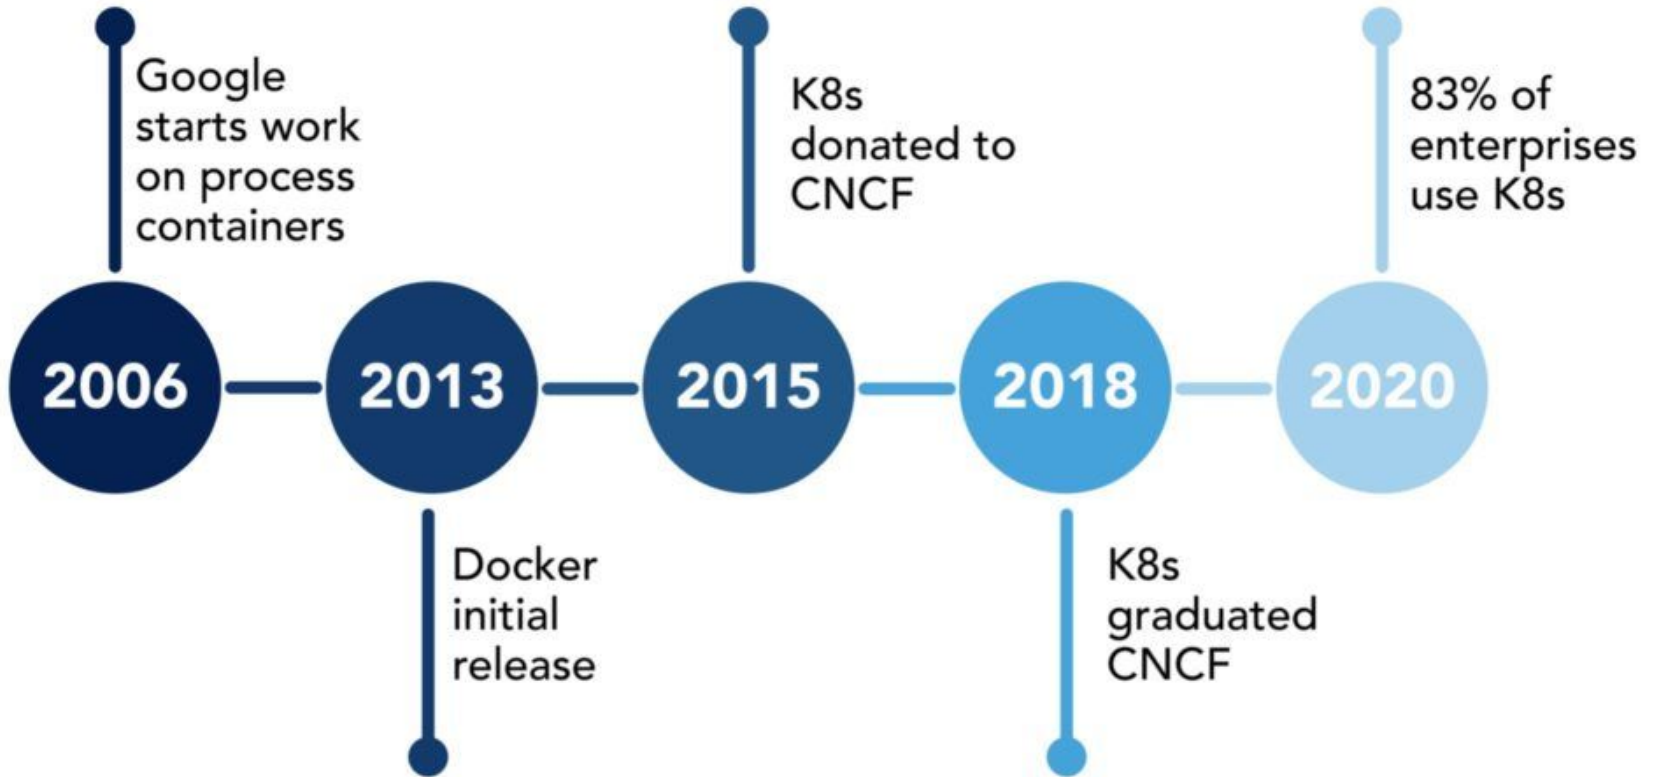 Google
starts work
on process
containers
K8s
donated to
CNCF
83% of
enterprises
use K8s
2006
2013
2015
2018
2020
Docker
initial
release
K8s
graduated
CNCF